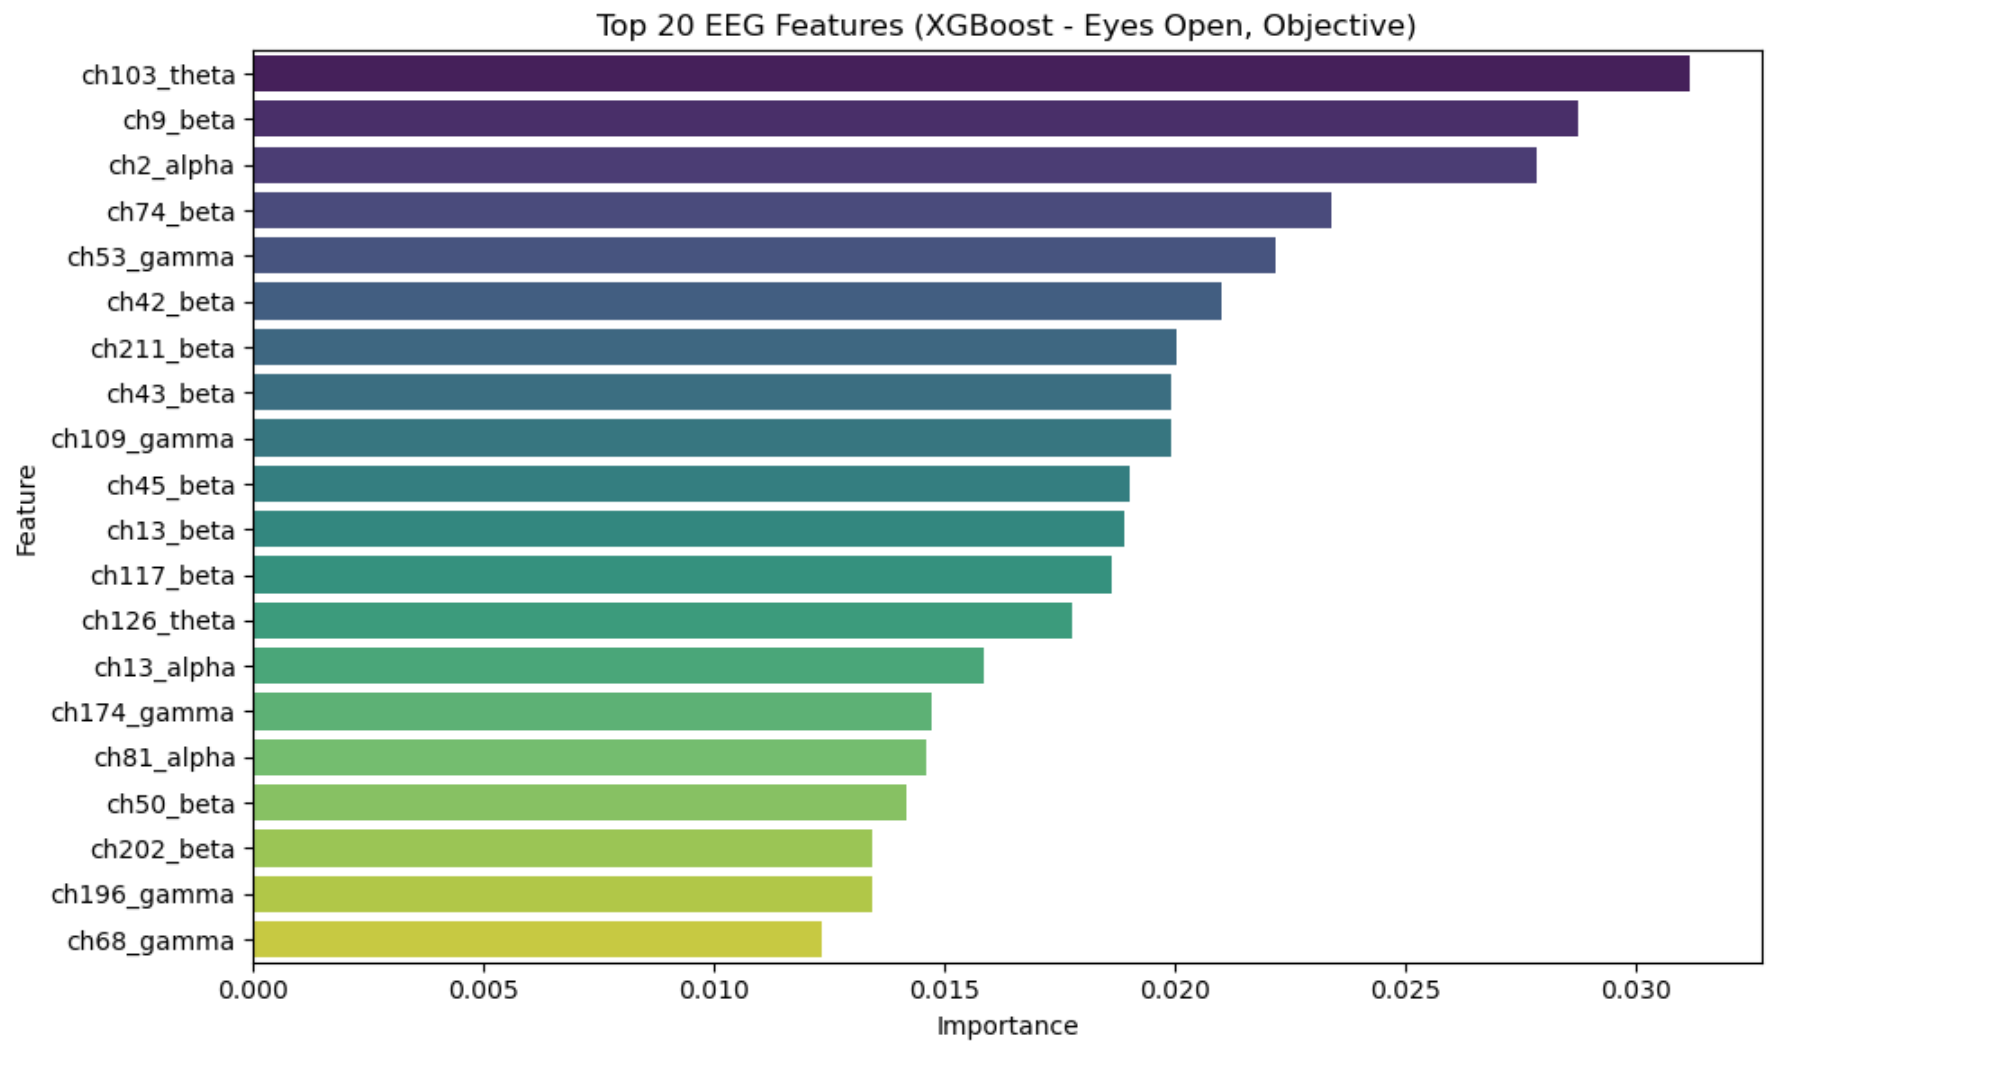 Top 20 EEG Features (XGBoost - Eyes Open, Objective)
ch103_theta
ch9_beta
ch2_alpha
ch74_beta
ch53_gamma
ch42_beta
ch211_beta
ch43_beta
ch109_gamma
ch45_beta
ch13_beta
ch117_beta
ch126_theta
ch13_alpha
ch174_gamma
ch81_alpha
ch50_beta
ch202_beta
ch196_gamma
ch68_gamma
Feature
0.000 0.005 0.010 0.015 0.020 0.025 0.030
Importance